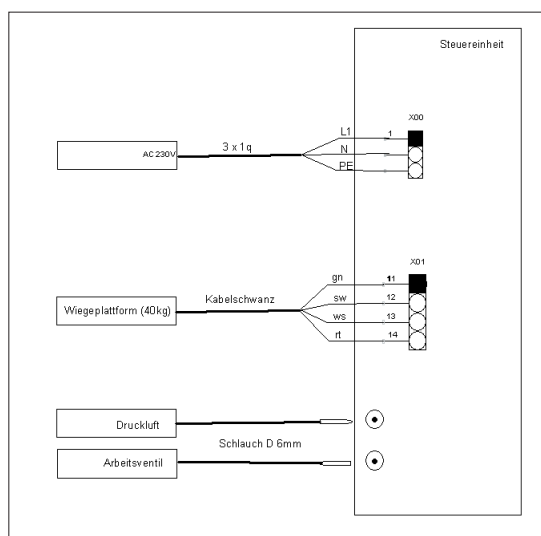 Steuereinheit
X00
L1 1
AC 230V 3 x 1q N
PE
X01
gn 11
Kabelschwanz sw 12
Wiegeplattform (40kg) ws 13
rt 14
Druckluft
Schlauch D 6mm
Arbeitsventil